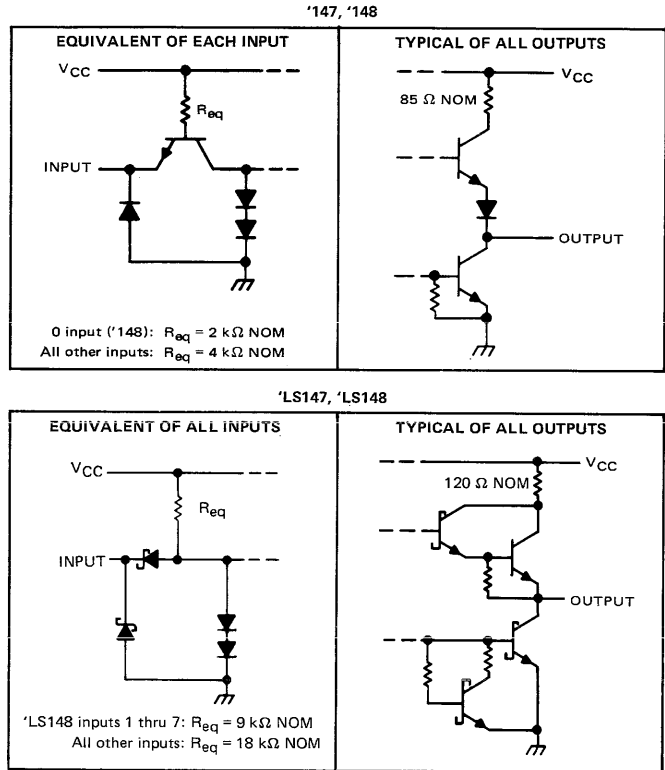 '147, '148
EQUIVALENT OF EACH INPUT
VCC
Req
INPUT
0 input ('148): Req = 2 kΩ NOM
All other inputs: Req = 4 kΩ NOM
TYPICAL OF ALL OUTPUTS
VCC
85 Ω NOM
OUTPUT
'LS147, 'LS148
EQUIVALENT OF ALL INPUTS
VCC
Req
INPUT
'LS148 inputs 1 thru 7: Req = 9 kΩ NOM
All other inputs: Req = 18 kΩ NOM
TYPICAL OF ALL OUTPUTS
VCC
120 Ω NOM
OUTPUT